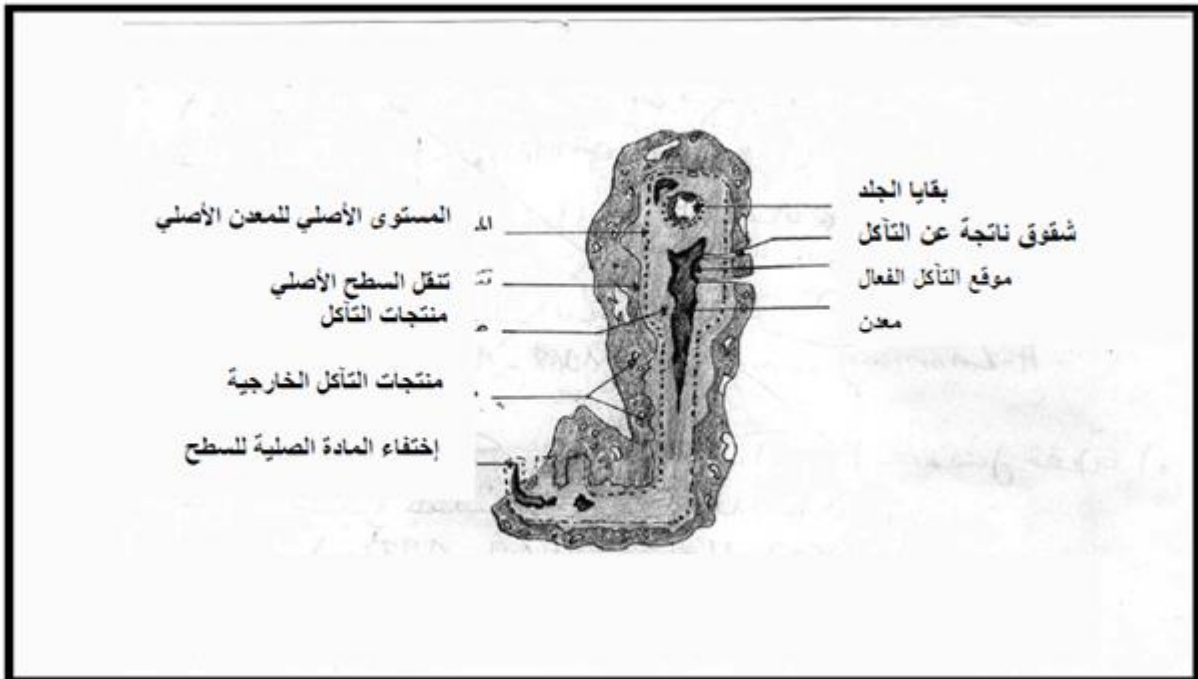 بقايا الجلد
شقوق ناتجة عن التآكل
موقع التآكل الفعال
معدن
المستوى الأصلي للمعدن الأصلي
تنقل السطح الأصلي
منتجات التآكل
منتجات التآكل الخارجية
إختفاء المادة الصلبة للسطح